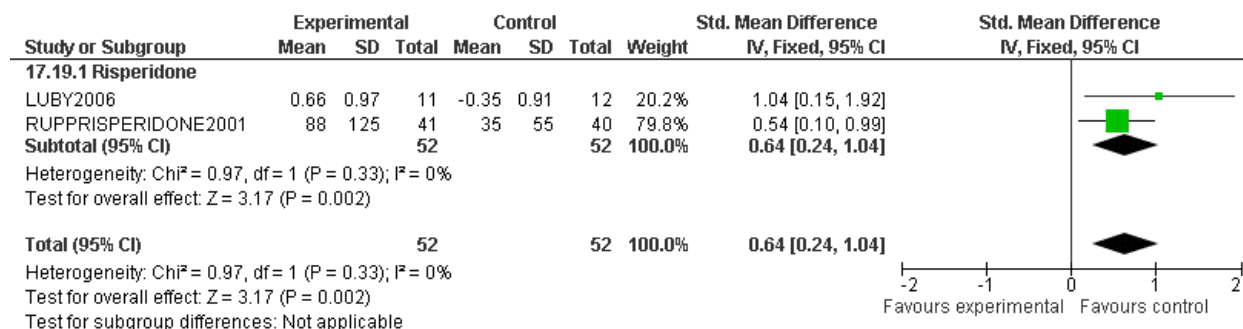 Experimental Control Std. Mean Difference Std. Mean Difference
Study or Subgroup Mean SD Total Mean SD Total Weight IV, Fixed, 95% CI IV, Fixed, 95% CI
17.19.1 Risperidone
LUBY2006 0.66 0.97 11 -0.35 0.91 12 20.2% 1.04 [0.15, 1.92]
RUPPRISPERIDONE2001 88 125 41 35 55 40 79.8% 0.54 [0.10, 0.99]
Subtotal (95% CI) 52 52 100.0% 0.64 [0.24, 1.04]
Heterogeneity: Chi² = 0.97, df = 1 (P = 0.33); I² = 0%
Test for overall effect: Z = 3.17 (P = 0.002)
Total (95% CI) 52 52 100.0% 0.64 [0.24, 1.04]
Heterogeneity: Chi² = 0.97, df = 1 (P = 0.33); I² = 0%
Test for overall effect: Z = 3.17 (P = 0.002)
Test for subgroup differences: Not applicable
-2 -1 0 1 2
Favours experimental Favours control